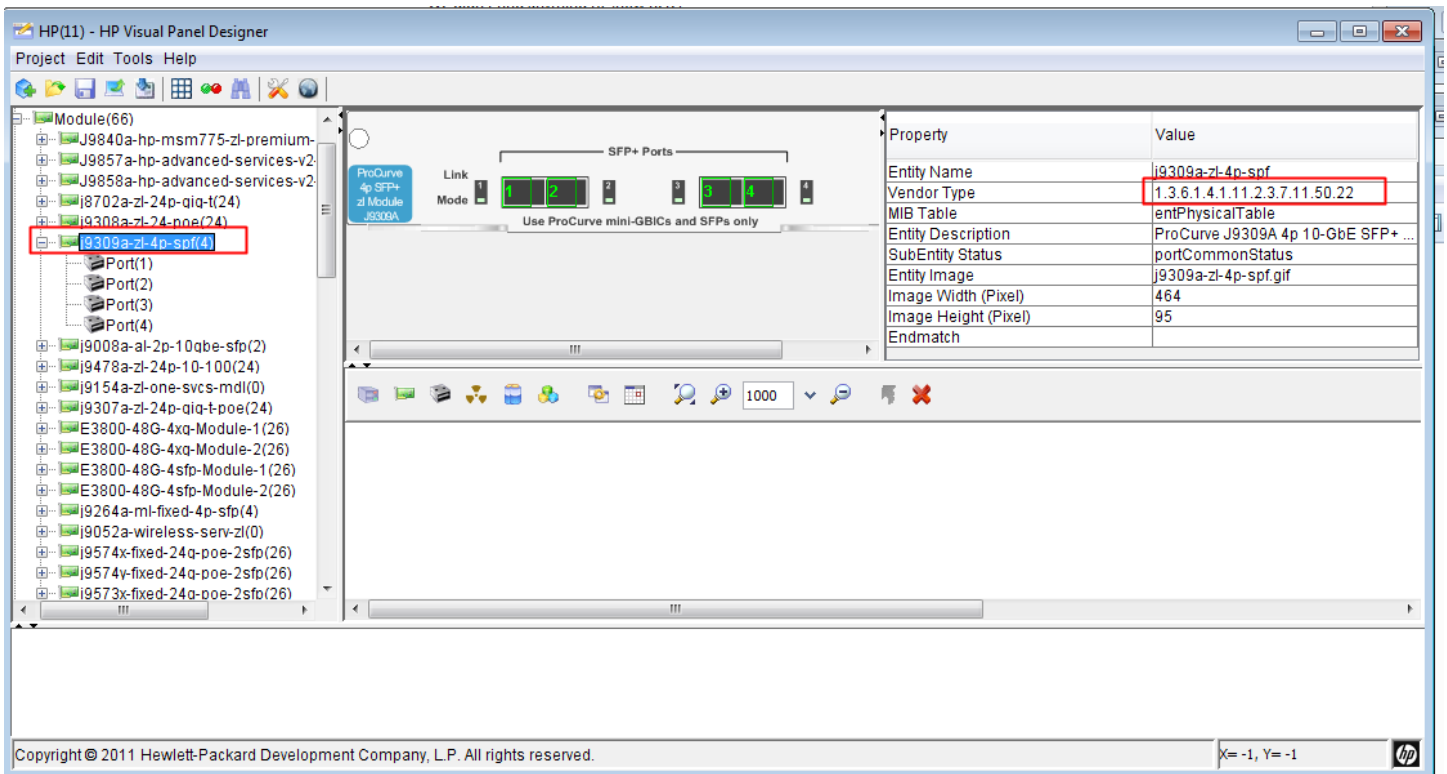 HP(11) - HP Visual Panel Designer
Project Edit Tools Help
Module(66)
J9840a-hp-msm775-zl-premium-
J9857a-hp-advanced-services-v2-
J9858a-hp-advanced-services-v2-
j8702a-zl-24p-gig-t(24)
j9308a-zl-24-poe(24)
j9309a-zl-4p-spf(4)
Port(1)
Port(2)
Port(3)
Port(4)
j9008a-al-2p-10gbe-sfp(2)
j9478a-zl-24p-10-100(24)
j9154a-zl-one-svcs-mdl(0)
j9307a-zl-24p-gig-t-poe(24)
E3800-48G-4xg-Module-1(26)
E3800-48G-4xg-Module-2(26)
E3800-48G-4sfp-Module-1(26)
E3800-48G-4sfp-Module-2(26)
j9264a-ml-fixed-4p-sfp(4)
j9052a-wireless-serv-zl(0)
j9574x-fixed-24g-poe-2sfp(26)
j9574y-fixed-24g-poe-2sfp(26)
j9573x-fixed-24g-poe-2sfp(26)
SFP+ Ports
ProCurve
4p SFP+
zl Module
J9309A
Link
Mode
1 1 2 2 3 3 4 4
Use ProCurve mini-GBICs and SFPs only
Property Value
Entity Name j9309a-zl-4p-spf
Vendor Type 1.3.6.1.4.1.11.2.3.7.11.50.22
MIB Table entPhysicalTable
Entity Description ProCurve J9309A 4p 10-GbE SFP+ ...
SubEntity Status portCommonStatus
Entity Image j9309a-zl-4p-spf.gif
Image Width (Pixel) 464
Image Height (Pixel) 95
Endmatch
1000
Copyright © 2011 Hewlett-Packard Development Company, L.P. All rights reserved.
X= -1, Y= -1
hp